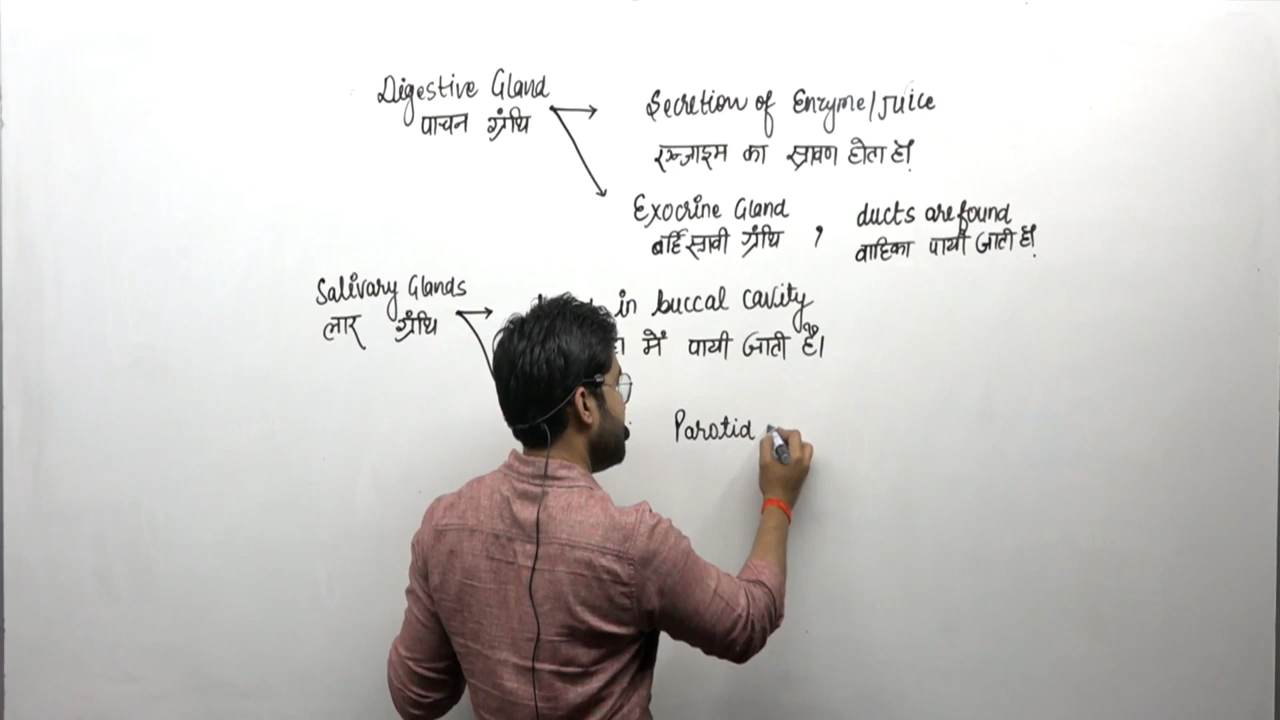 Digestive Gland
पाचन ग्रंथि
Secretion of Enzyme/Juice
एन्जाइम का स्रावण होता है।
Exocrine Gland , ducts are found
बर्हिस्रावी ग्रंथि वाहिका पायी जाती है।
Salivary Glands
लार ग्रंथि
in buccal cavity
में पायी जाती है।
Parotid